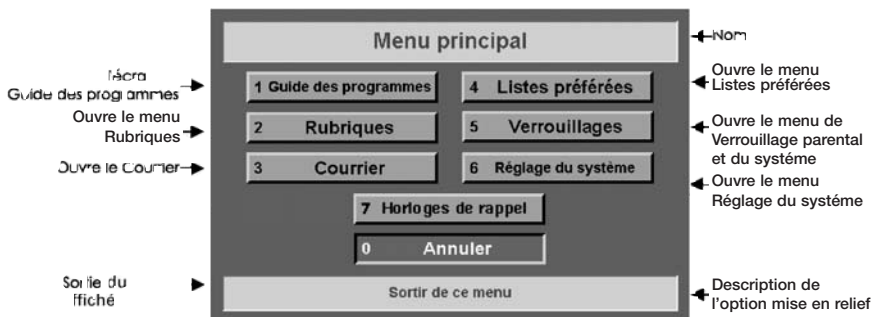 Menu principal
Nom
Guide des programmes
1 Guide des programmes
4 Listes préférées
Ouvre le menu
Listes préférées
Ouvre le menu
Rubriques
2 Rubriques
5 Verrouillages
Ouvre le menu de
Verrouillage parental
et du systéme
Ouvre le Courrier
3 Courrier
6 Réglage du système
Ouvre le menu
Réglage du systéme
7 Horloges de rappel
0 Annuler
Sortie du
Sortir de ce menu
Description de
l'option mise en relief